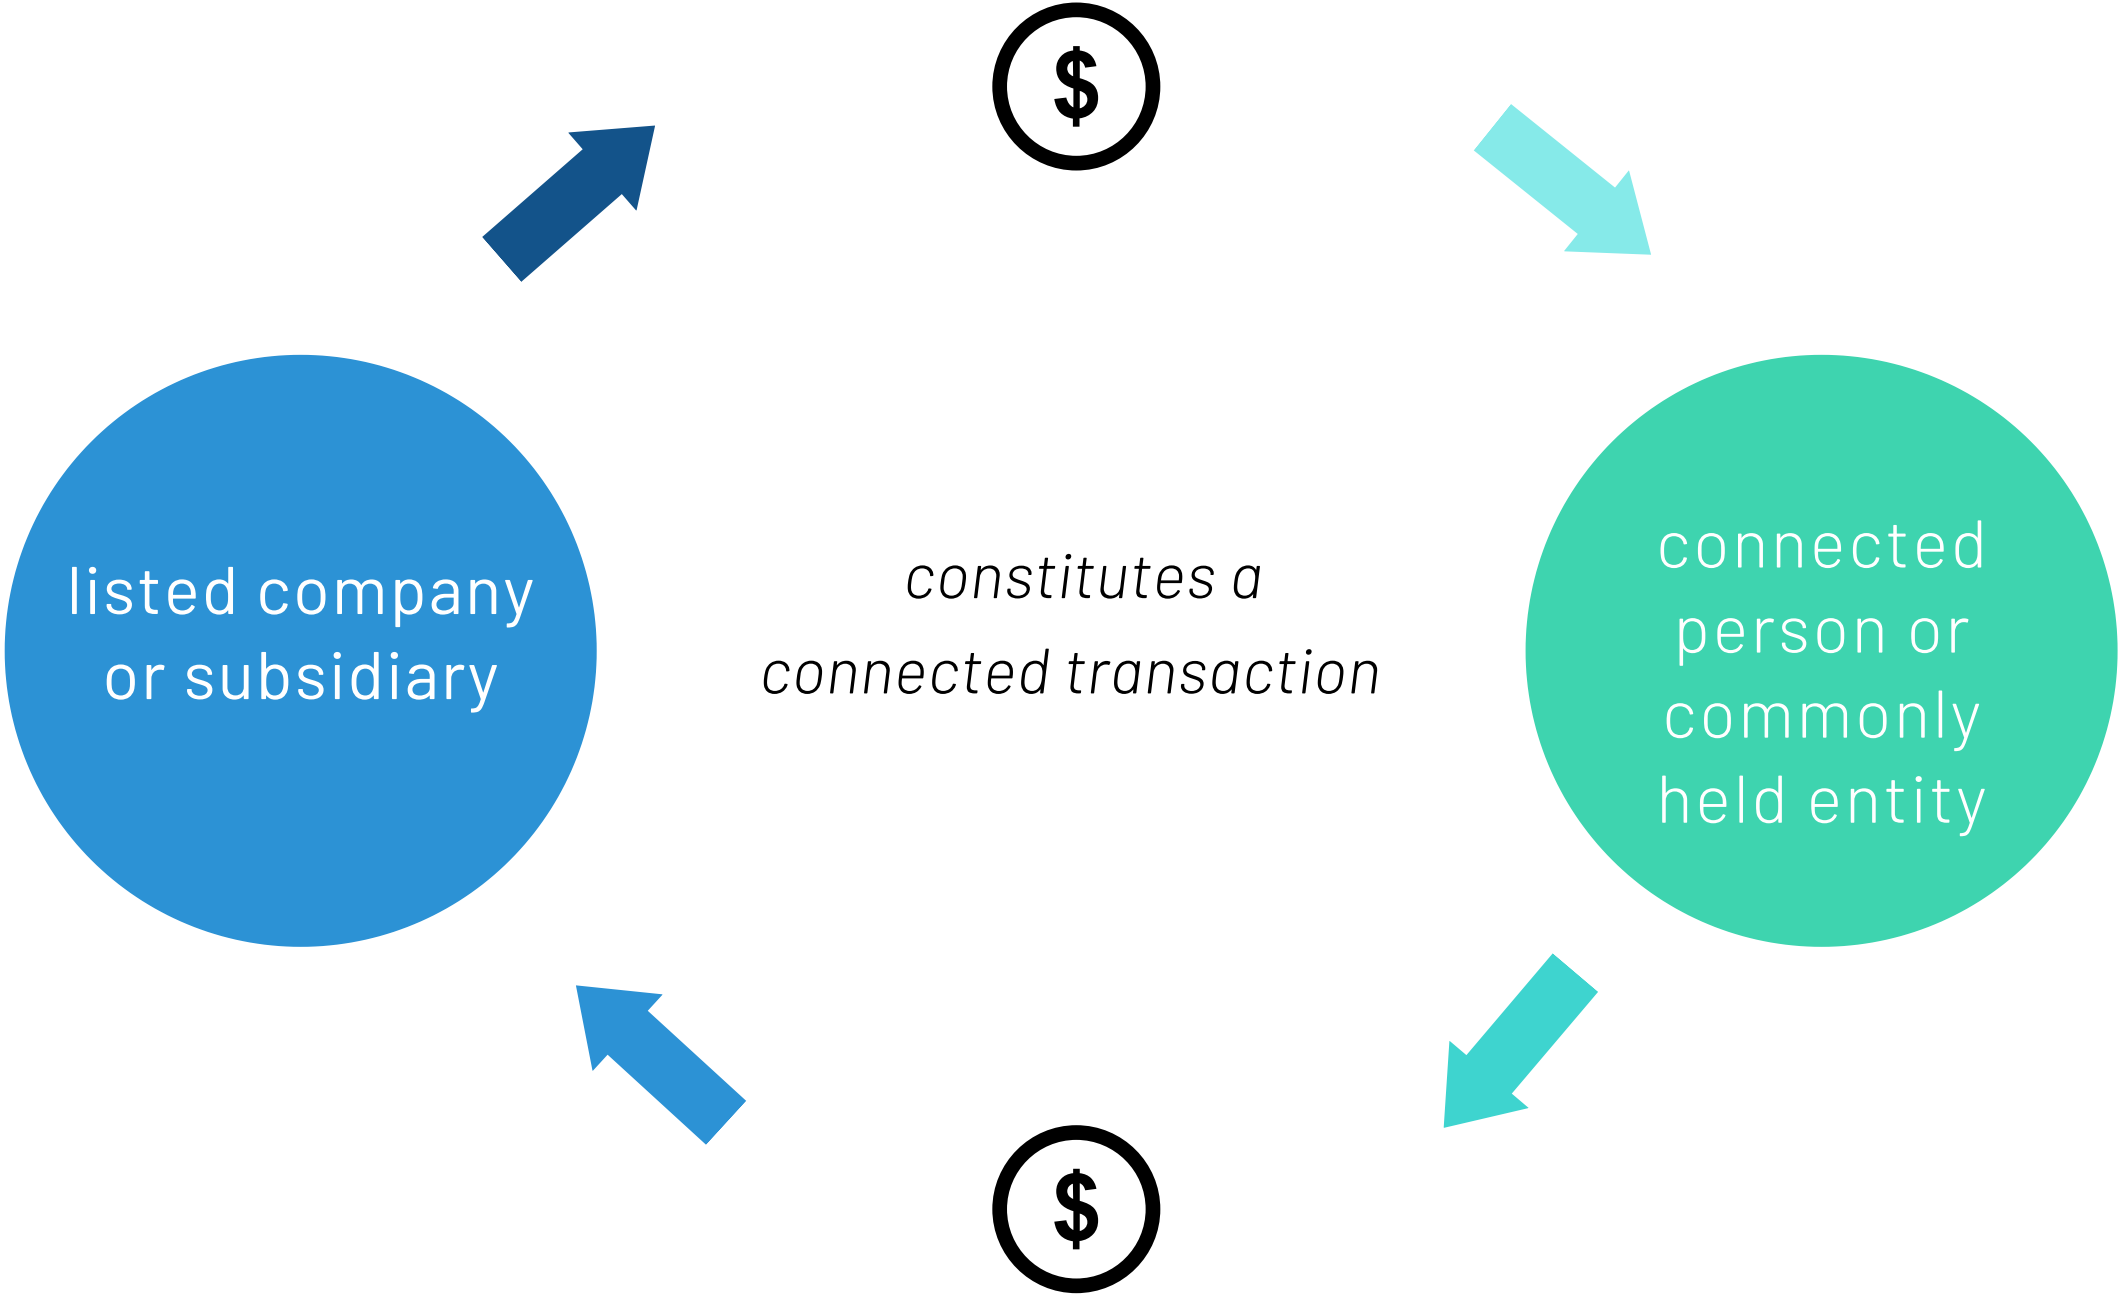 $
listed company
or subsidiary
constitutes a
connected transaction
connected
person or
commonly
held entity
$